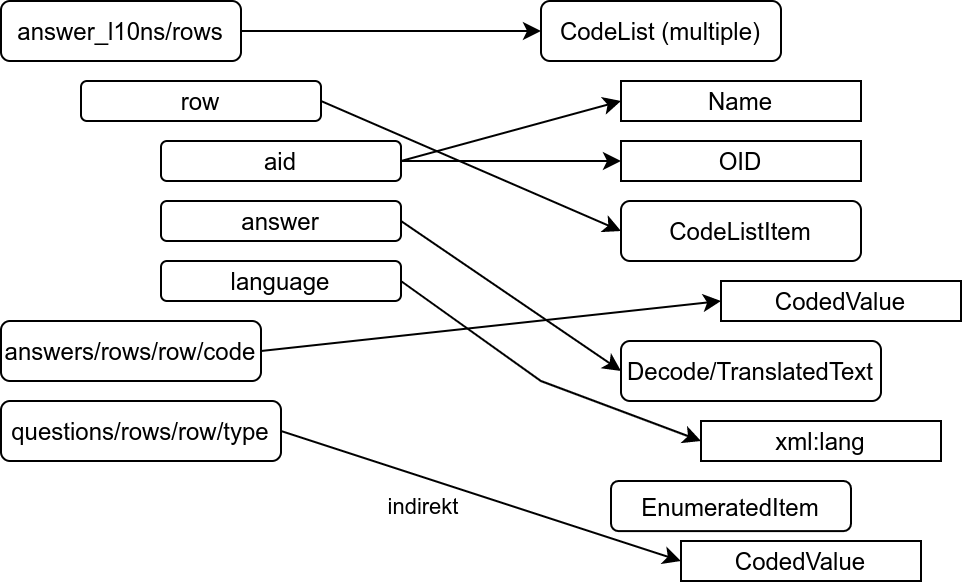 answer_l10ns/rows
CodeList (multiple)
row
Name
aid
OID
answer
CodeListItem
language
CodedValue
answers/rows/row/code
Decode/TranslatedText
questions/rows/row/type
xml:lang
indirekt
EnumeratedItem
CodedValue